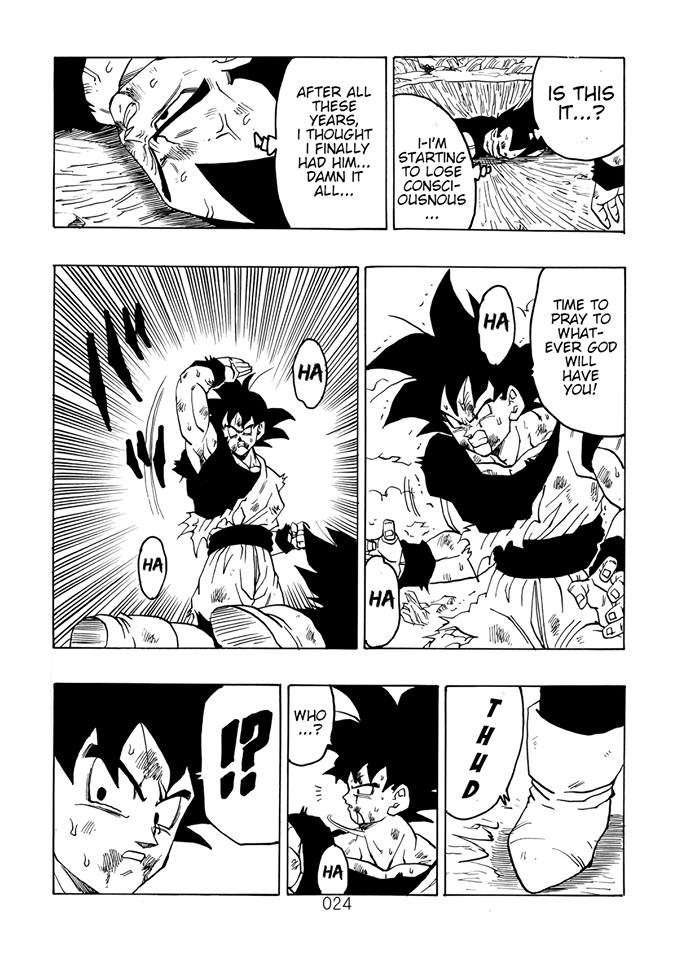 IS THIS
IT...?
I-I'M
STARTING
TO LOSE
CONSCI-
OUSNOUS
...
AFTER ALL
THESE
YEARS,
I THOUGHT
I FINALLY
HAD HIM...
DAMN IT
ALL...
TIME TO
PRAY TO
WHAT-
EVER GOD
WILL
HAVE
YOU!
HA
HA
HA
HA
THUD
WHO
...?
HA
!?
024